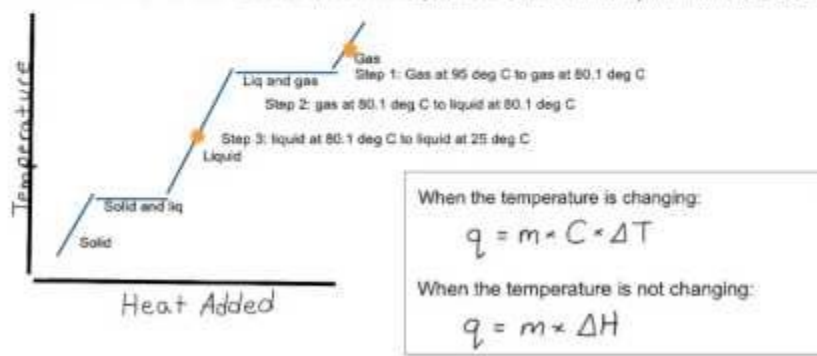 Temperature
Gas
Liq and gas
Step 1: Gas at 95 deg C to gas at 80.1 deg C
Step 2: gas at 80.1 deg C to liquid at 80.1 deg C
Step 3: liquid at 80.1 deg C to liquid at 25 deg C
Liquid
Solid and liq
Solid
Heat Added
When the temperature is changing:
q = m × C × ΔT
When the temperature is not changing:
q = m × ΔH